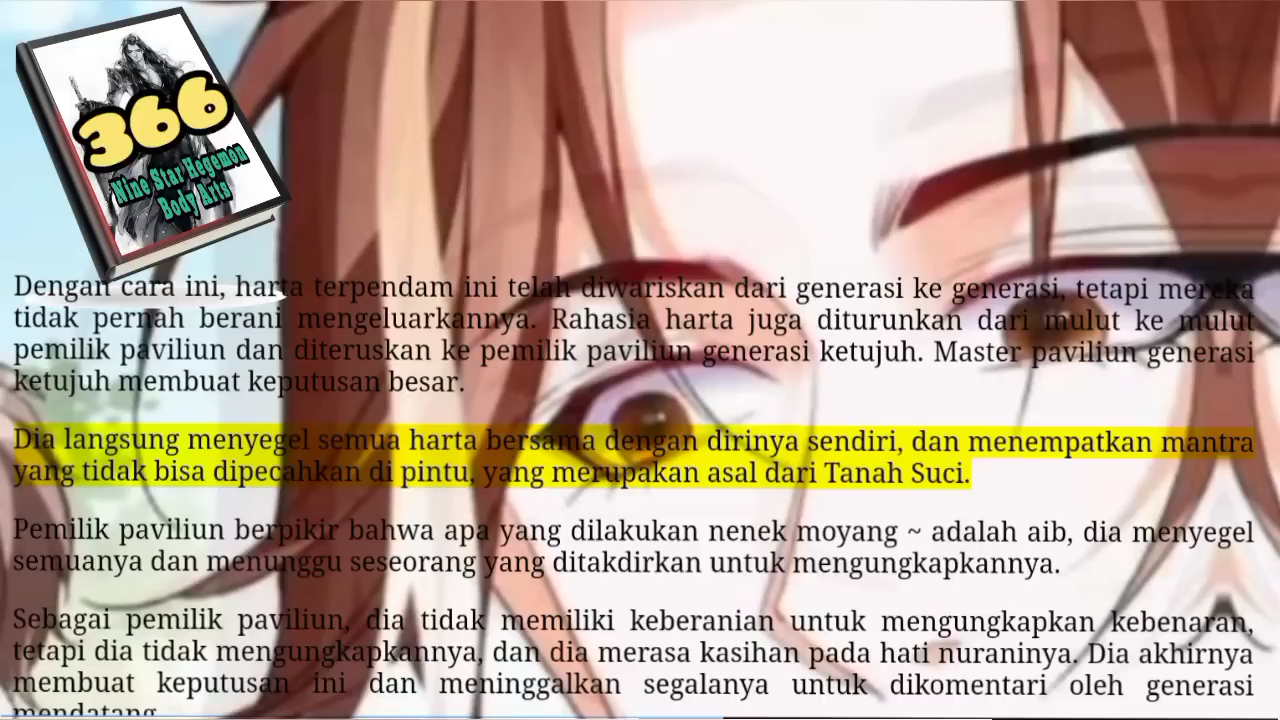 366
Nine Star Hegemon
Body Arts
Dengan cara ini, harta terpendam ini telah diwariskan dari generasi ke generasi, tetapi mereka
tidak pernah berani mengeluarkannya. Rahasia harta juga diturunkan dari mulut ke mulut
pemilik paviliun dan diteruskan ke pemilik paviliun generasi ketujuh. Master paviliun generasi
ketujuh membuat keputusan besar.
Dia langsung menyegel semua harta bersama dengan dirinya sendiri, dan menempatkan mantra
yang tidak bisa dipecahkan di pintu, yang merupakan asal dari Tanah Suci.
Pemilik paviliun berpikir bahwa apa yang dilakukan nenek moyang ~ adalah aib, dia menyegel
semuanya dan menunggu seseorang yang ditakdirkan untuk mengungkapkannya.
Sebagai pemilik paviliun, dia tidak memiliki keberanian untuk mengungkapkan kebenaran,
tetapi dia tidak mengungkapkannya, dan dia merasa kasihan pada hati nuraninya. Dia akhirnya
membuat keputusan ini dan meninggalkan segalanya untuk dikomentari oleh generasi
mendatang.